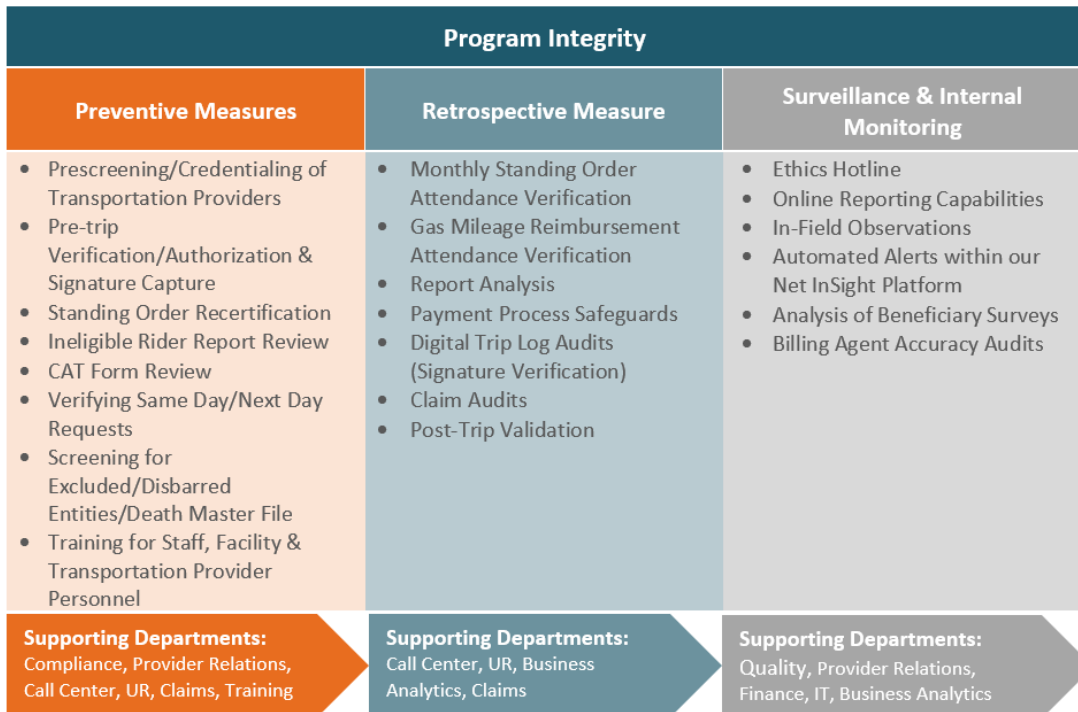 Program Integrity
Preventive Measures
• Prescreening/Credentialing of
Transportation Providers
• Pre-trip
Verification/Authorization &
Signature Capture
• Standing Order Recertification
• Ineligible Rider Report Review
• CAT Form Review
• Verifying Same Day/Next Day
Requests
• Screening for
Excluded/Disbarred
Entities/Death Master File
• Training for Staff, Facility &
Transportation Provider
Personnel
Supporting Departments:
Compliance, Provider Relations,
Call Center, UR, Claims, Training
Retrospective Measure
• Monthly Standing Order
Attendance Verification
• Gas Mileage Reimbursement
Attendance Verification
• Report Analysis
• Payment Process Safeguards
• Digital Trip Log Audits
(Signature Verification)
• Claim Audits
• Post-Trip Validation
Supporting Departments:
Call Center, UR, Business
Analytics, Claims
Surveillance & Internal
Monitoring
• Ethics Hotline
• Online Reporting Capabilities
• In-Field Observations
• Automated Alerts within our
Net InSight Platform
• Analysis of Beneficiary Surveys
• Billing Agent Accuracy Audits
Supporting Departments:
Quality, Provider Relations,
Finance, IT, Business Analytics